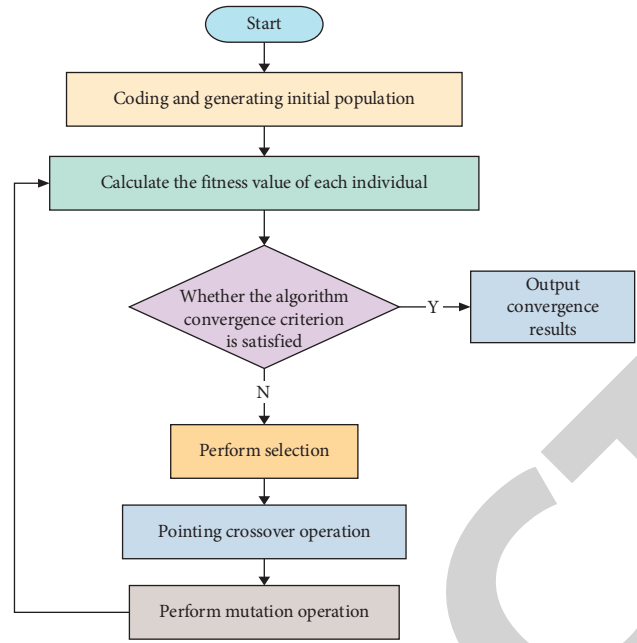 Start
Coding and generating initial population
Calculate the fitness value of each individual
Whether the algorithm
convergence criterion
is satisfied
Y
Output
convergence
results
N
Perform selection
Pointing crossover operation
Perform mutation operation